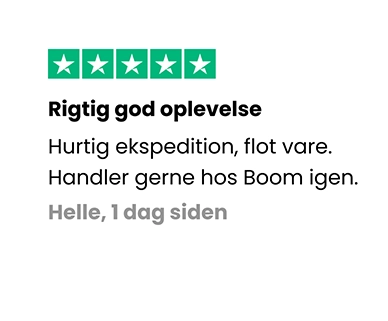 Rigtig god oplevelse
Hurtig ekspedition, flot vare.
Handler gerne hos Boom igen.
Helle, 1 dag siden